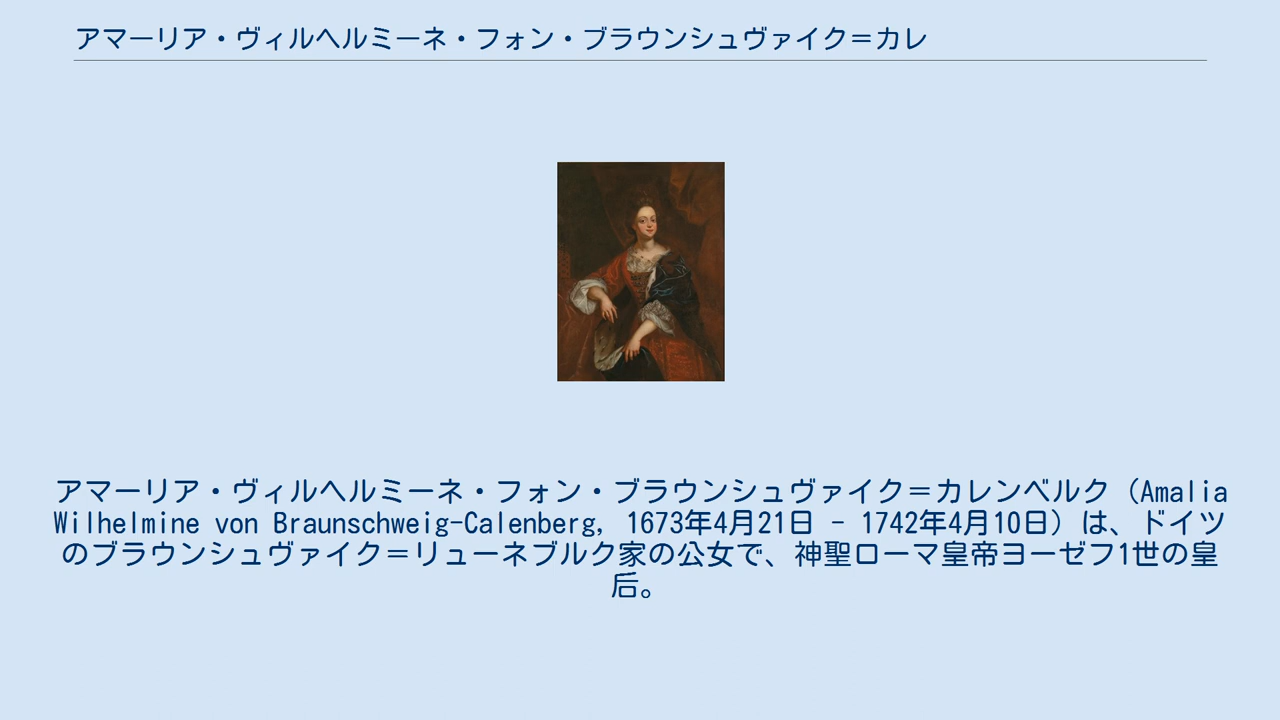 アマーリア・ヴィルヘルミーネ・フォン・ブラウンシュヴァイク＝カレ
アマーリア・ヴィルヘルミーネ・フォン・ブラウンシュヴァイク＝カレンベルク（Amalia
Wilhelmine von Braunschweig-Calenberg, 1673年4月21日 - 1742年4月10日）は、ドイツ
のブラウンシュヴァイク＝リューネブルク家の公女で、神聖ローマ皇帝ヨーゼフ1世の皇
后。